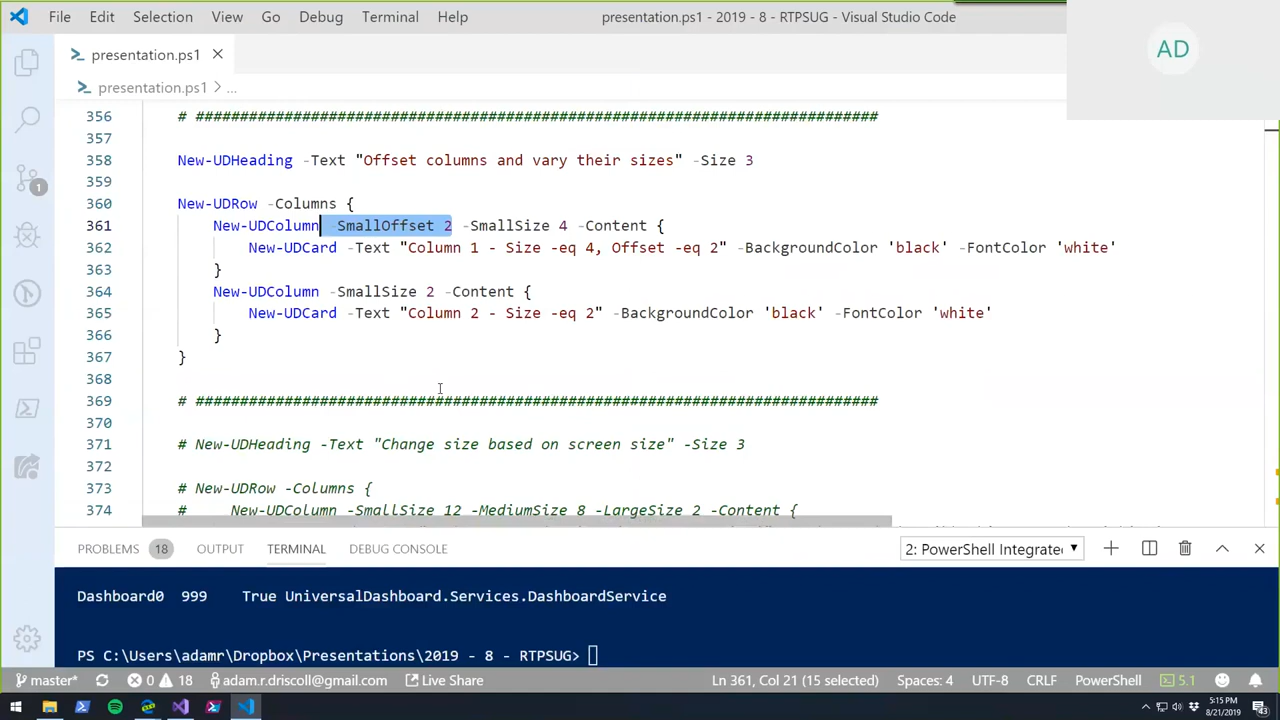 File Edit Selection View Go Debug Terminal Help presentation.ps1 - 2019 - 8 - RTPSUG - Visual Studio Code
AD
presentation.ps1
presentation.ps1 > ...
356 # #############################################################################
357
358 New-UDHeading -Text "Offset columns and vary their sizes" -Size 3
359
360 New-UDRow -Columns {
361 New-UDColumn -SmallOffset 2 -SmallSize 4 -Content {
362 New-UDCard -Text "Column 1 - Size -eq 4, Offset -eq 2" -BackgroundColor 'black' -FontColor 'white'
363 }
364 New-UDColumn -SmallSize 2 -Content {
365 New-UDCard -Text "Column 2 - Size -eq 2" -BackgroundColor 'black' -FontColor 'white'
366 }
367 }
368
369 # #############################################################################
370
371 # New-UDHeading -Text "Change size based on screen size" -Size 3
372
373 # New-UDRow -Columns {
374 # New-UDColumn -SmallSize 12 -MediumSize 8 -LargeSize 2 -Content {
1
PROBLEMS 18 OUTPUT TERMINAL DEBUG CONSOLE 2: PowerShell Integrate
Dashboard0 999 True UniversalDashboard.Services.DashboardService
PS C:\Users\adamr\Dropbox\Presentations\2019 - 8 - RTPSUG>
master* 0 18 adam.r.driscoll@gmail.com Live Share Ln 361, Col 21 (15 selected) Spaces: 4 UTF-8 CRLF PowerShell 5.1
5:15 PM
8/21/2019
43